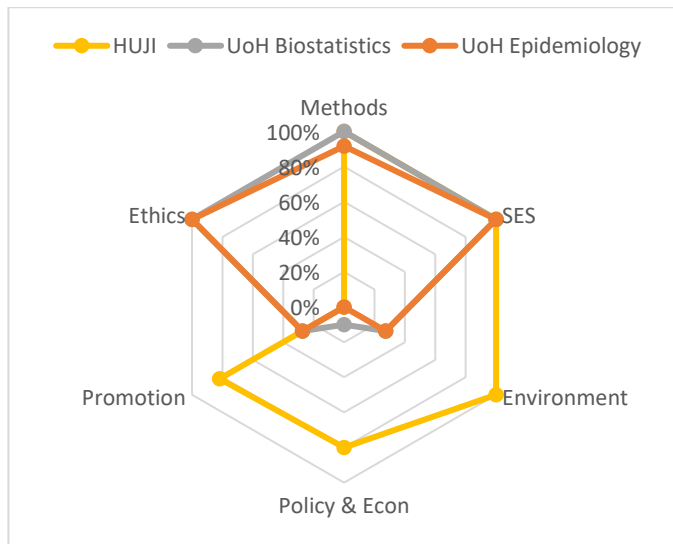 HUJI UoH Biostatistics UoH Epidemiology
Methods
100%
80%
60%
40%
20%
0%
Ethics
SES
Promotion
Environment
Policy & Econ